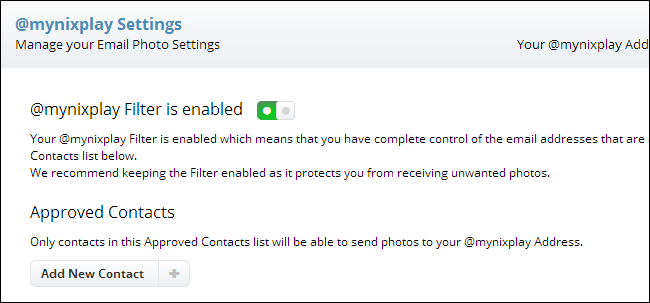 @mynixplay Settings
Manage your Email Photo Settings
Your @mynixplay Add
@mynixplay Filter is enabled
Your @mynixplay Filter is enabled which means that you have complete control of the email addresses that are
Contacts list below.
We recommend keeping the Filter enabled as it protects you from receiving unwanted photos.
Approved Contacts
Only contacts in this Approved Contacts list will be able to send photos to your @mynixplay Address.
Add New Contact +